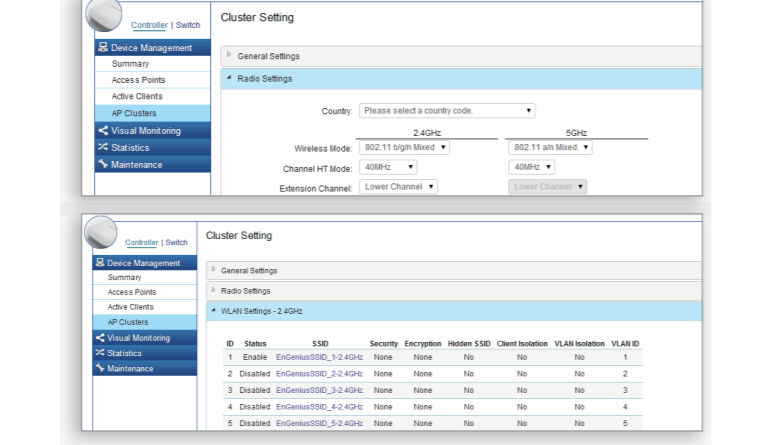 Cluster Setting
Controller | Switch
Device Management
Summary
Access Points
Active Clients
AP Clusters
Visual Monitoring
Statistics
Maintenance
General Settings
Radio Settings
Country: Please select a country code.
2.4GHz 5GHz
Wireless Mode: 802.11 b/g/n Mixed 802.11 a/n Mixed
Channel HT Mode: 40MHz 40MHz
Extension Channel: Lower Channel Lower Channel
Cluster Setting
Controller | Switch
Device Management
Summary
Access Points
Active Clients
AP Clusters
Visual Monitoring
Statistics
Maintenance
General Settings
Radio Settings
WLAN Settings - 2.4GHz
ID Status SSID Security Encryption Hidden SSID Client Isolation VLAN Isolation VLAN ID
1 Enable EnGeniusSSID_1-2.4GHz None None No No No 1
2 Disabled EnGeniusSSID_2-2.4GHz None None No No No 2
3 Disabled EnGeniusSSID_3-2.4GHz None None No No No 3
4 Disabled EnGeniusSSID_4-2.4GHz None None No No No 4
5 Disabled EnGeniusSSID_5-2.4GHz None None No No No 5